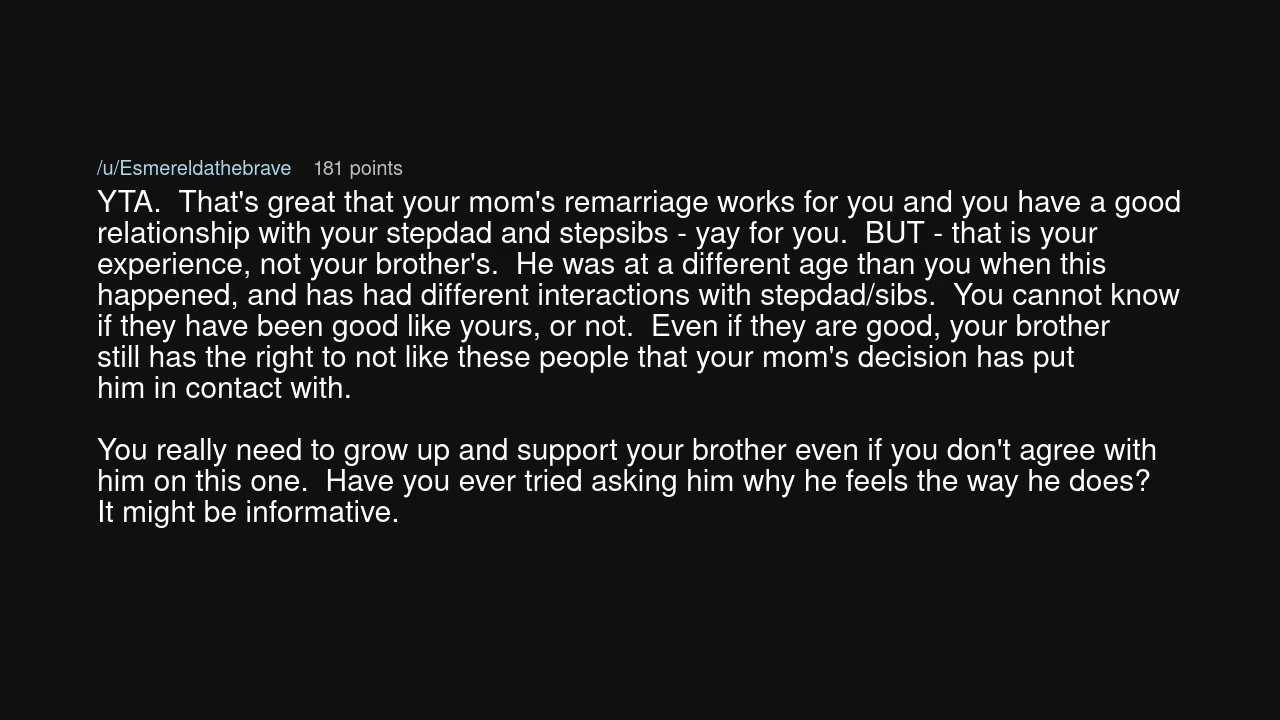 /u/Esmereldathebrave 181 points
YTA.  That's great that your mom's remarriage works for you and you have a good
relationship with your stepdad and stepsibs - yay for you.  BUT - that is your
experience, not your brother's.  He was at a different age than you when this
happened, and has had different interactions with stepdad/sibs.  You cannot know
if they have been good like yours, or not.  Even if they are good, your brother
still has the right to not like these people that your mom's decision has put
him in contact with.
You really need to grow up and support your brother even if you don't agree with
him on this one.  Have you ever tried asking him why he feels the way he does?
It might be informative.